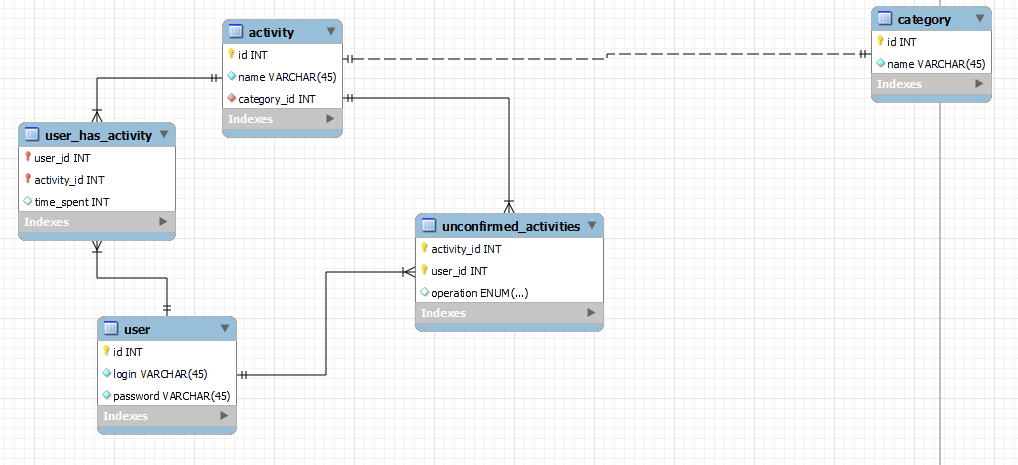 activity
id INT
name VARCHAR(45)
category_id INT
Indexes
category
id INT
name VARCHAR(45)
Indexes
user_has_activity
user_id INT
activity_id INT
time_spent INT
Indexes
unconfirmed_activities
activity_id INT
user_id INT
operation ENUM(...)
Indexes
user
id INT
login VARCHAR(45)
password VARCHAR(45)
Indexes